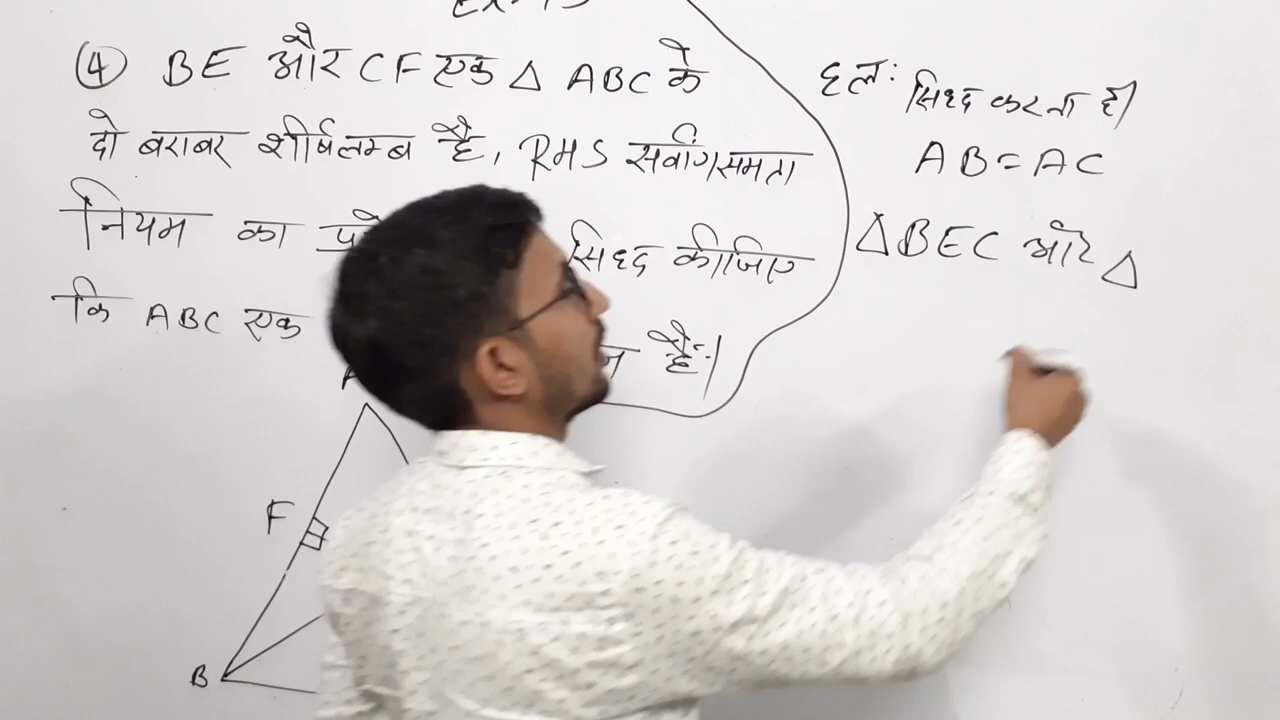 ④ BE और CF एक △ ABC के
दो बराबर शीर्षलम्ब है, RHS सर्वांगसमता
नियम का सिध्द कीजिए
कि ABC एक है।
A
F
B
हलः सिध्द करना है।
AB = AC
△BEC और △